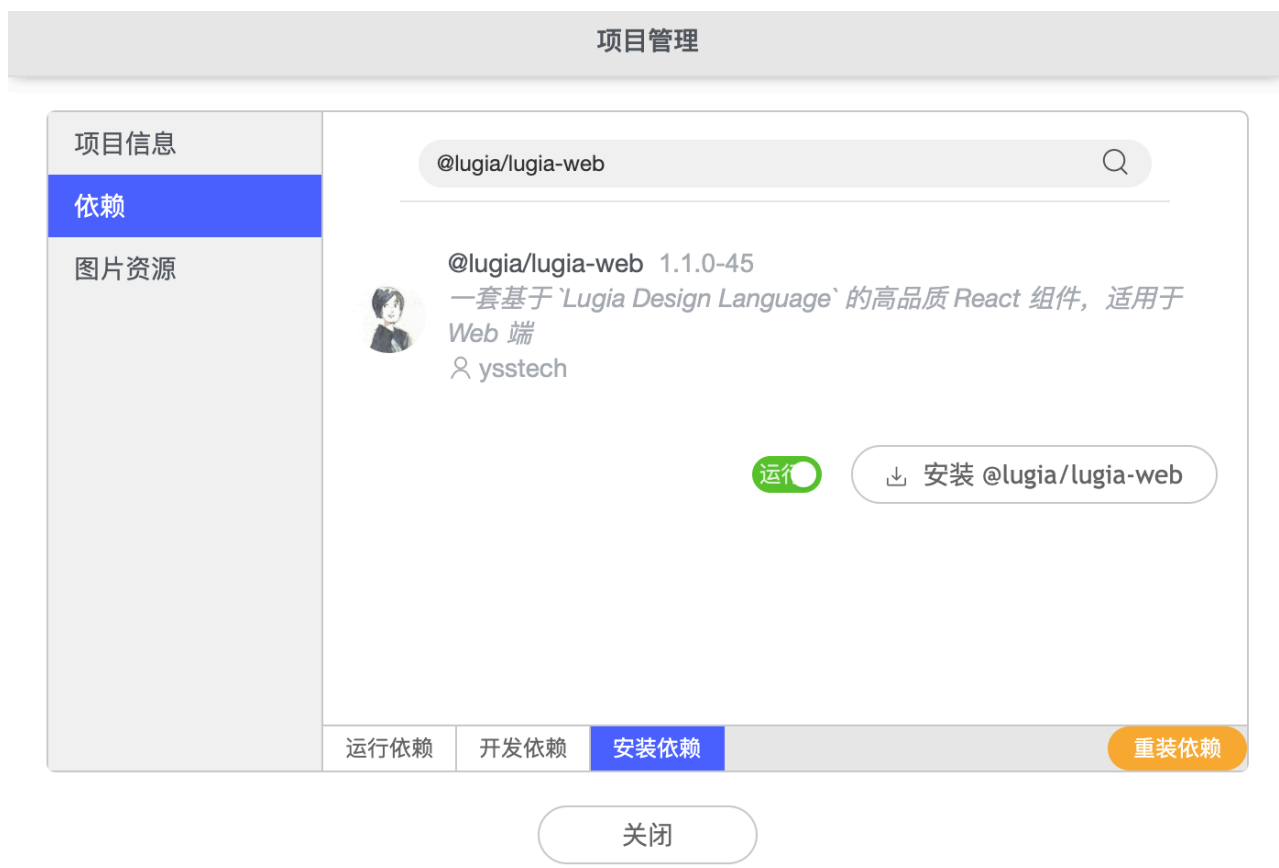 项目管理
项目信息
依赖
图片资源
@lugia/lugia-web
@lugia/lugia-web 1.1.0-45
一套基于 `Lugia Design Language` 的高品质 React 组件，适用于
Web 端
ysstech
运行
安装 @lugia/lugia-web
运行依赖
开发依赖
安装依赖
重装依赖
关闭